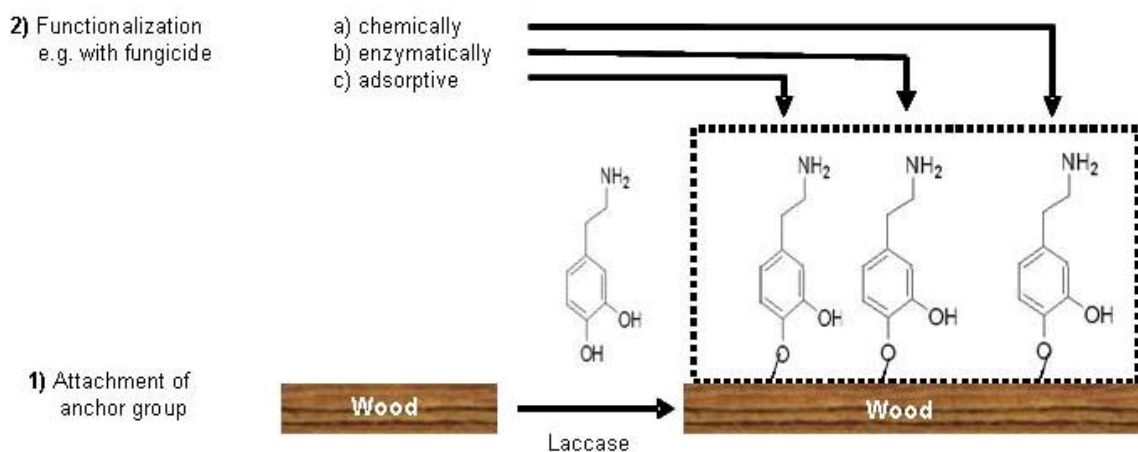 2) Functionalization
e.g. with fungicide
a) chemically
b) enzymatically
c) adsorptive
NH₂
OH
OH
NH₂
OH
O
NH₂
OH
O
NH₂
OH
O
1) Attachment of
anchor group
Wood
Laccase
Wood